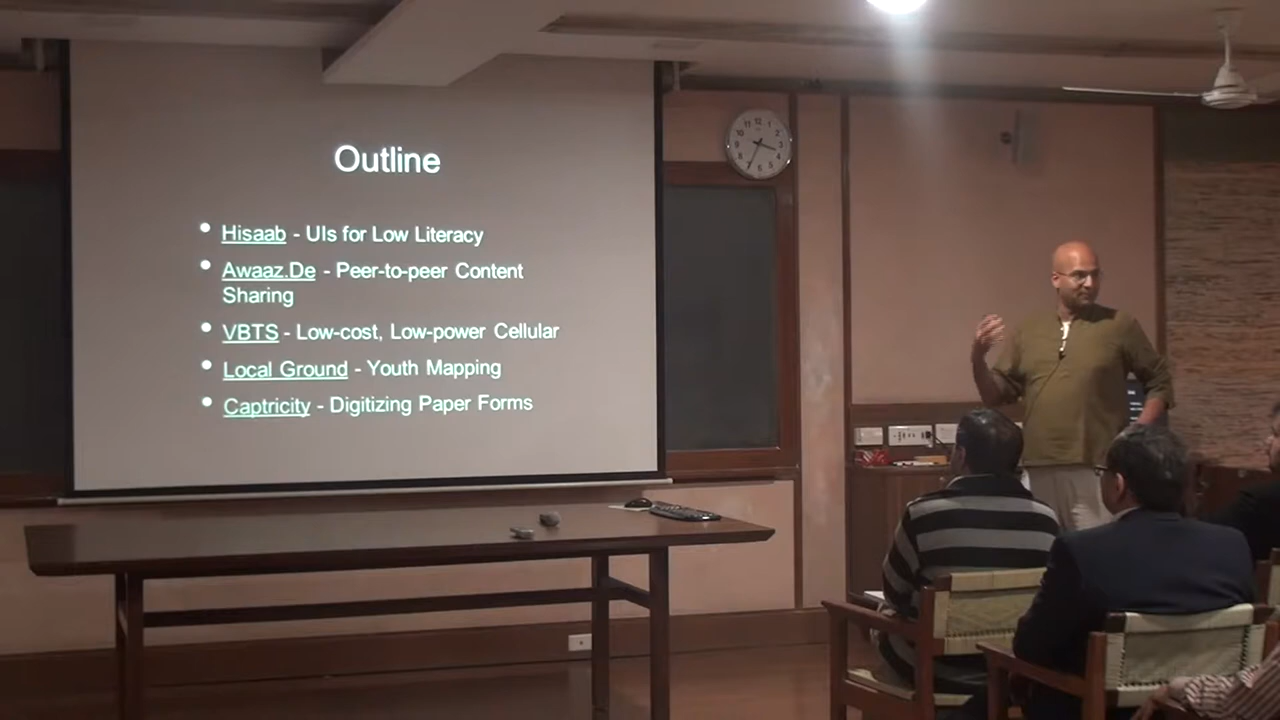 Outline
• Hisaab - UIs for Low Literacy
• Awaaz.De - Peer-to-peer Content
Sharing
• VBTS - Low-cost, Low-power Cellular
• Local Ground - Youth Mapping
• Captricity - Digitizing Paper Forms